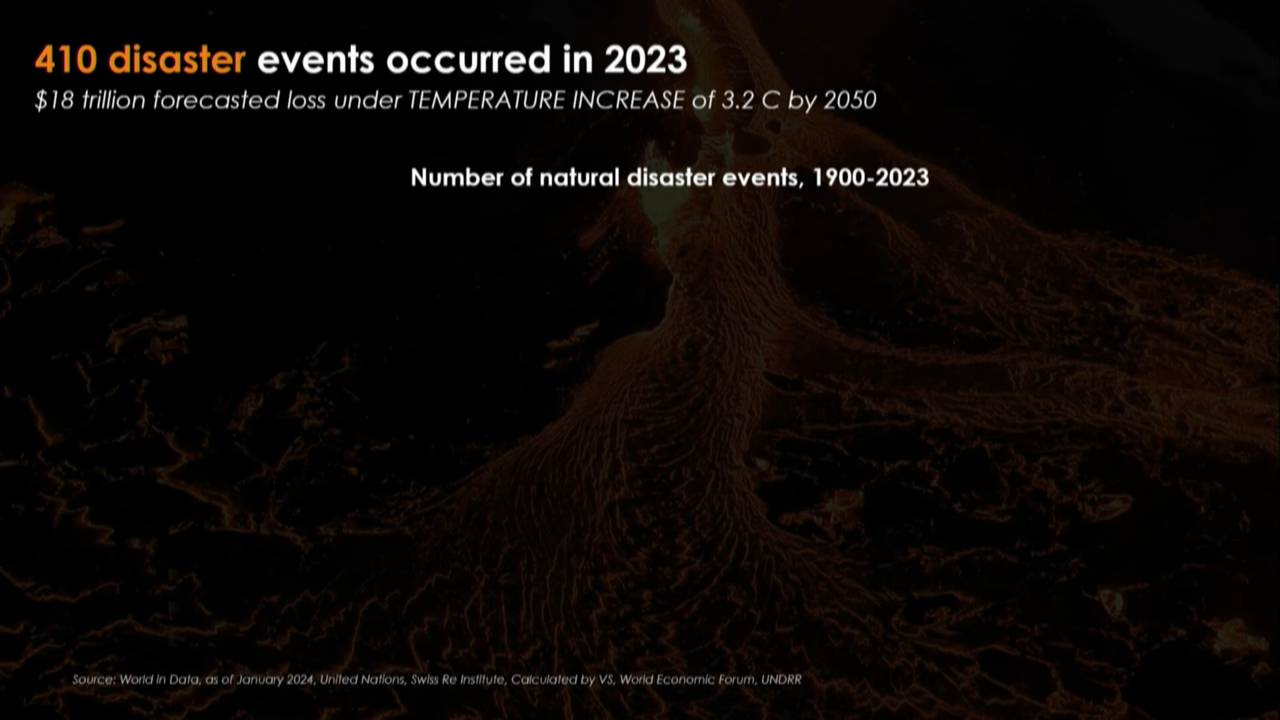 410 disaster events occurred in 2023
$18 trillion forecasted loss under TEMPERATURE INCREASE of 3.2 C by 2050
Number of natural disaster events, 1900-2023
Source: World in Data, as of January 2024, United Nations, Swiss Re Institute, Calculated by VS, World Economic Forum, UNDRR